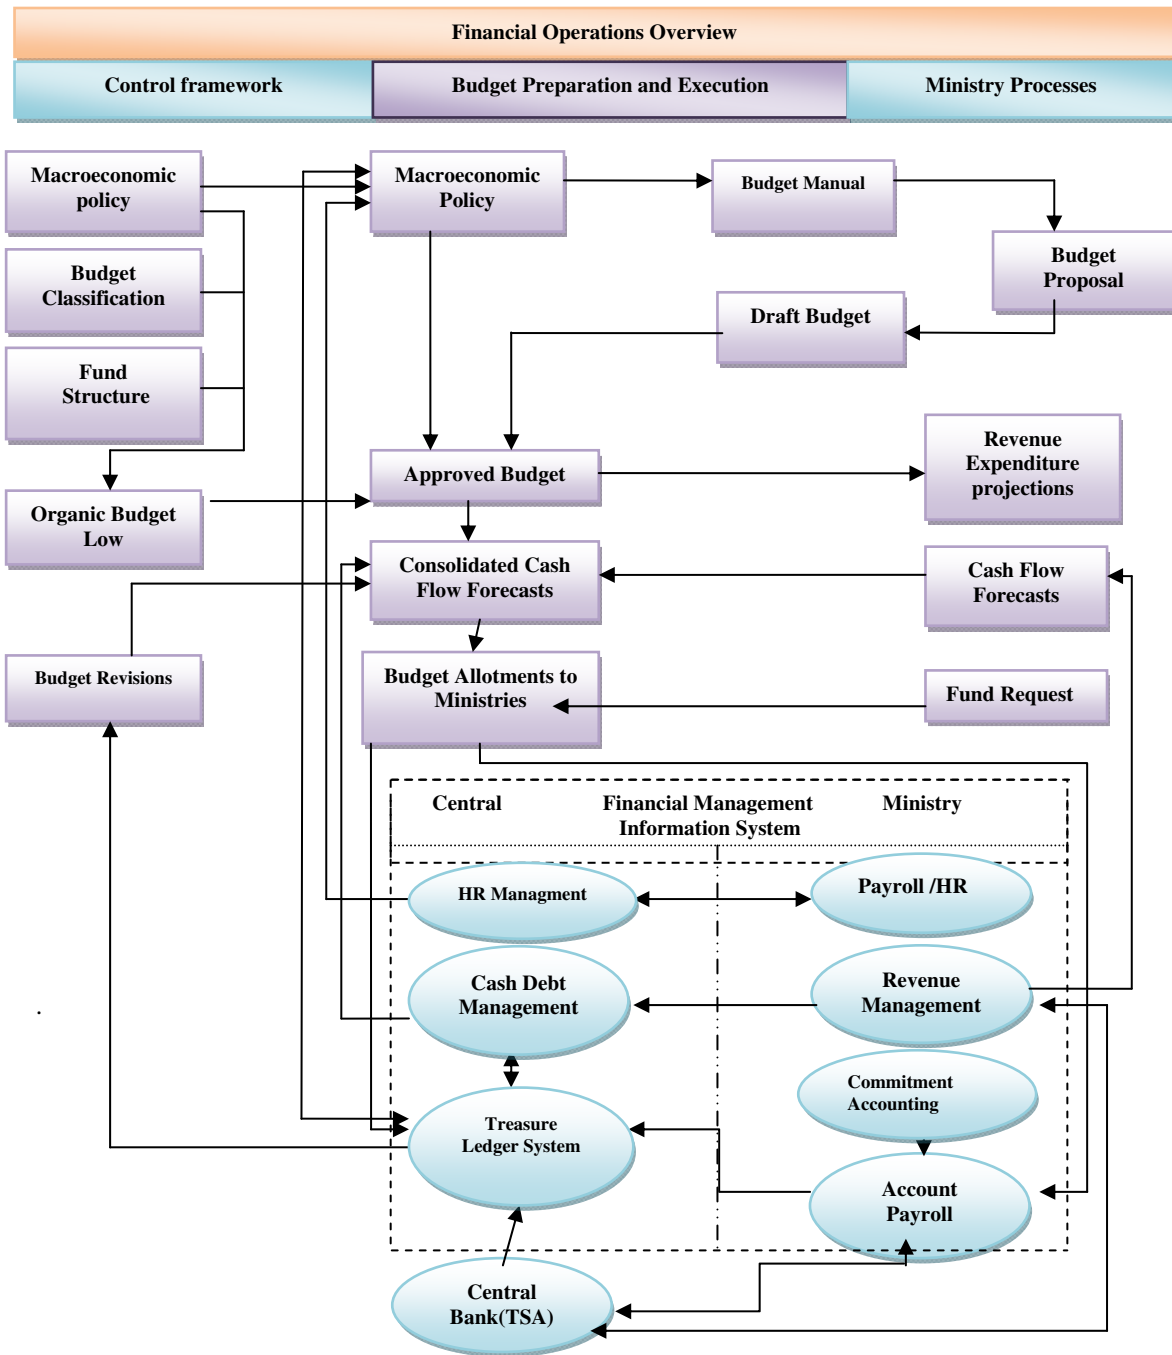 Financial Operations Overview
Control framework
Budget Preparation and Execution
Ministry Processes
Macroeconomic
policy
Macroeconomic
Policy
Budget Manual
Budget
Proposal
Budget
Classification
Draft Budget
Fund
Structure
Approved Budget
Revenue
Expenditure
projections
Organic Budget
Low
Consolidated Cash
Flow Forecasts
Cash Flow
Forecasts
Budget Revisions
Budget Allotments to
Ministries
Fund Request
Central
Financial Management
Information System
Ministry
HR Managment
Payroll /HR
Cash Debt
Management
Revenue
Management
.
Commitment
Accounting
Treasure
Ledger System
Account
Payroll
Central
Bank(TSA)